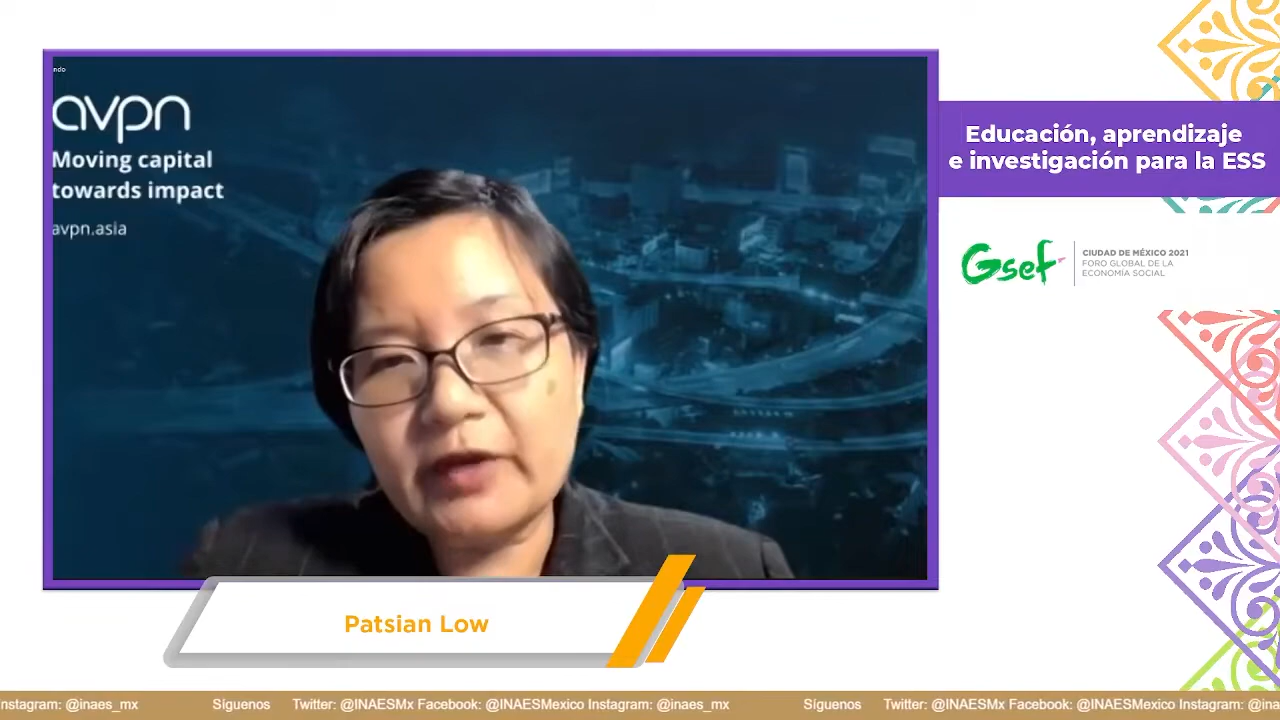 ndo
avpn
Moving capital
towards impact
avpn.asia
Educación, aprendizaje
e investigación para la ESS
Gsef
CIUDAD DE MÉXICO 2021
FORO GLOBAL DE LA
ECONOMÍA SOCIAL
Patsian Low
nstagram: @inaes_mx Síguenos Twitter: @INAESMx Facebook: @INAESMexico Instagram: @inaes_mx Síguenos Twitter: @INAESMx Facebook: @INAESMexico Instagram: @ina